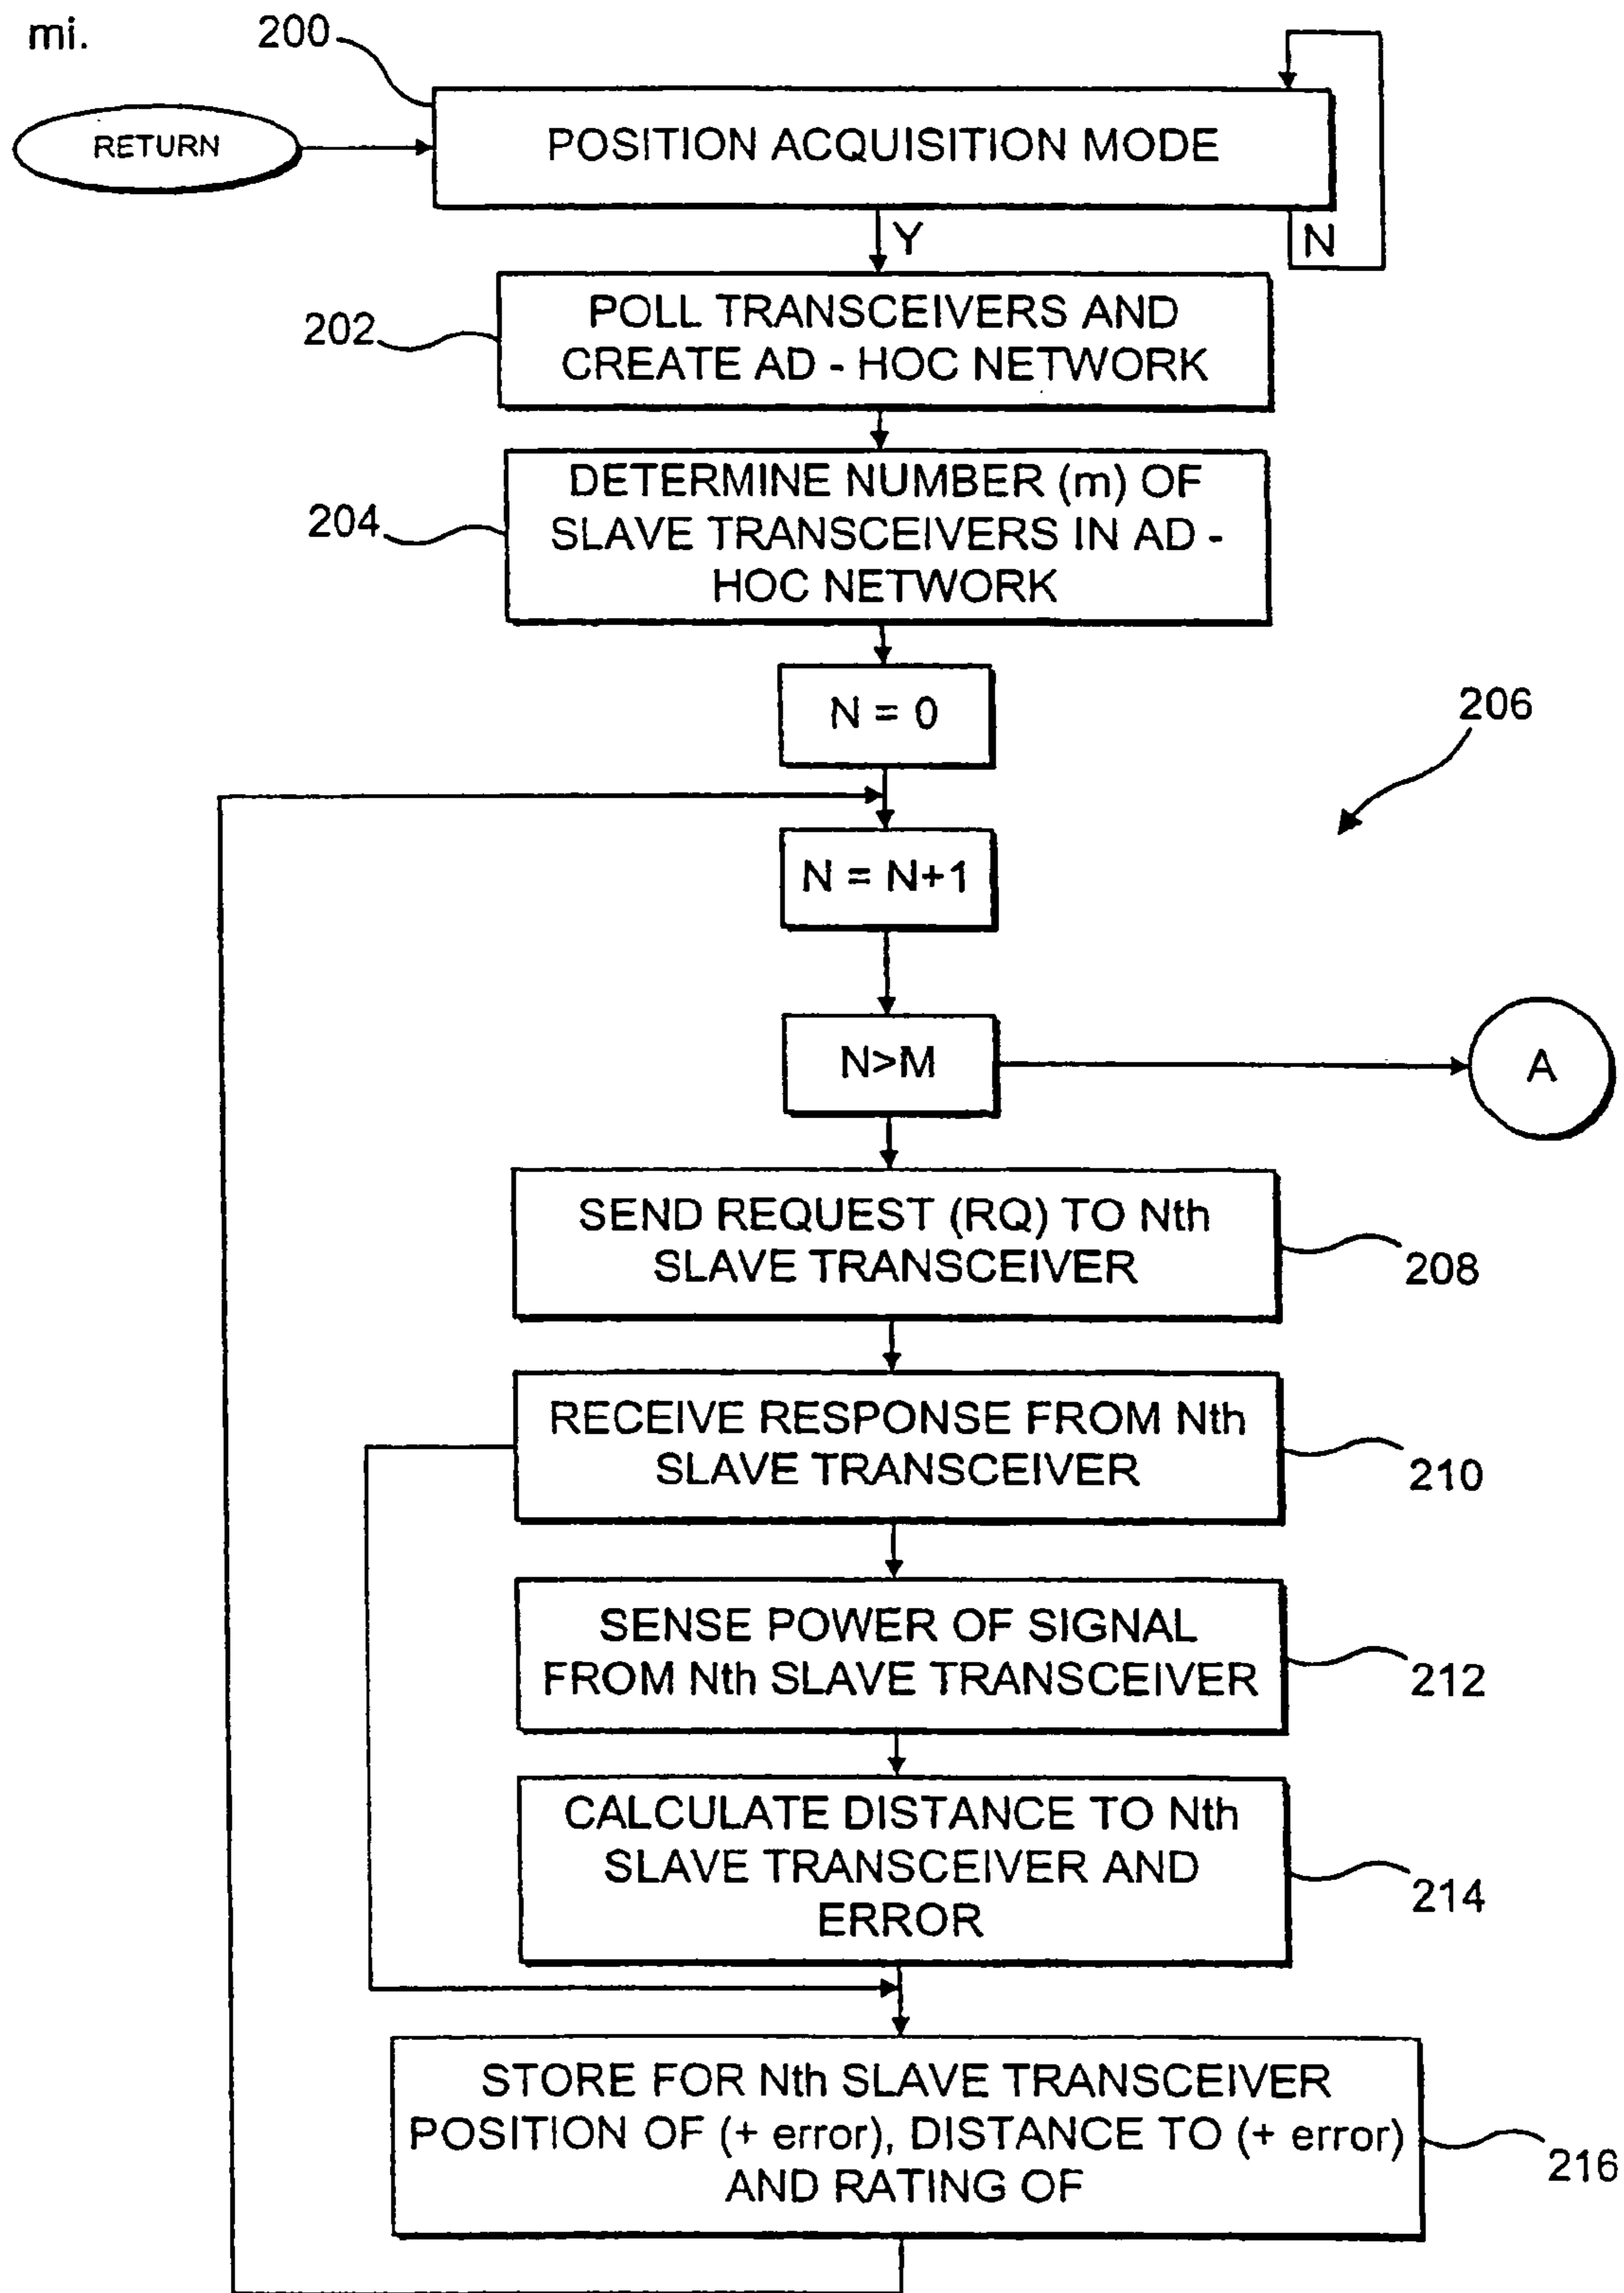 mi.
200
RETURN
POSITION ACQUISITION MODE
Y
N
202
POLL TRANSCEIVERS AND
CREATE AD - HOC NETWORK
204
DETERMINE NUMBER (m) OF
SLAVE TRANSCEIVERS IN AD -
HOC NETWORK
N = 0
206
N = N+1
N>M
A
SEND REQUEST (RQ) TO Nth
SLAVE TRANSCEIVER
208
RECEIVE RESPONSE FROM Nth
SLAVE TRANSCEIVER
210
SENSE POWER OF SIGNAL
FROM Nth SLAVE TRANSCEIVER
212
CALCULATE DISTANCE TO Nth
SLAVE TRANSCEIVER AND
ERROR
214
STORE FOR Nth SLAVE TRANSCEIVER
POSITION OF (+ error), DISTANCE TO (+ error)
AND RATING OF
216